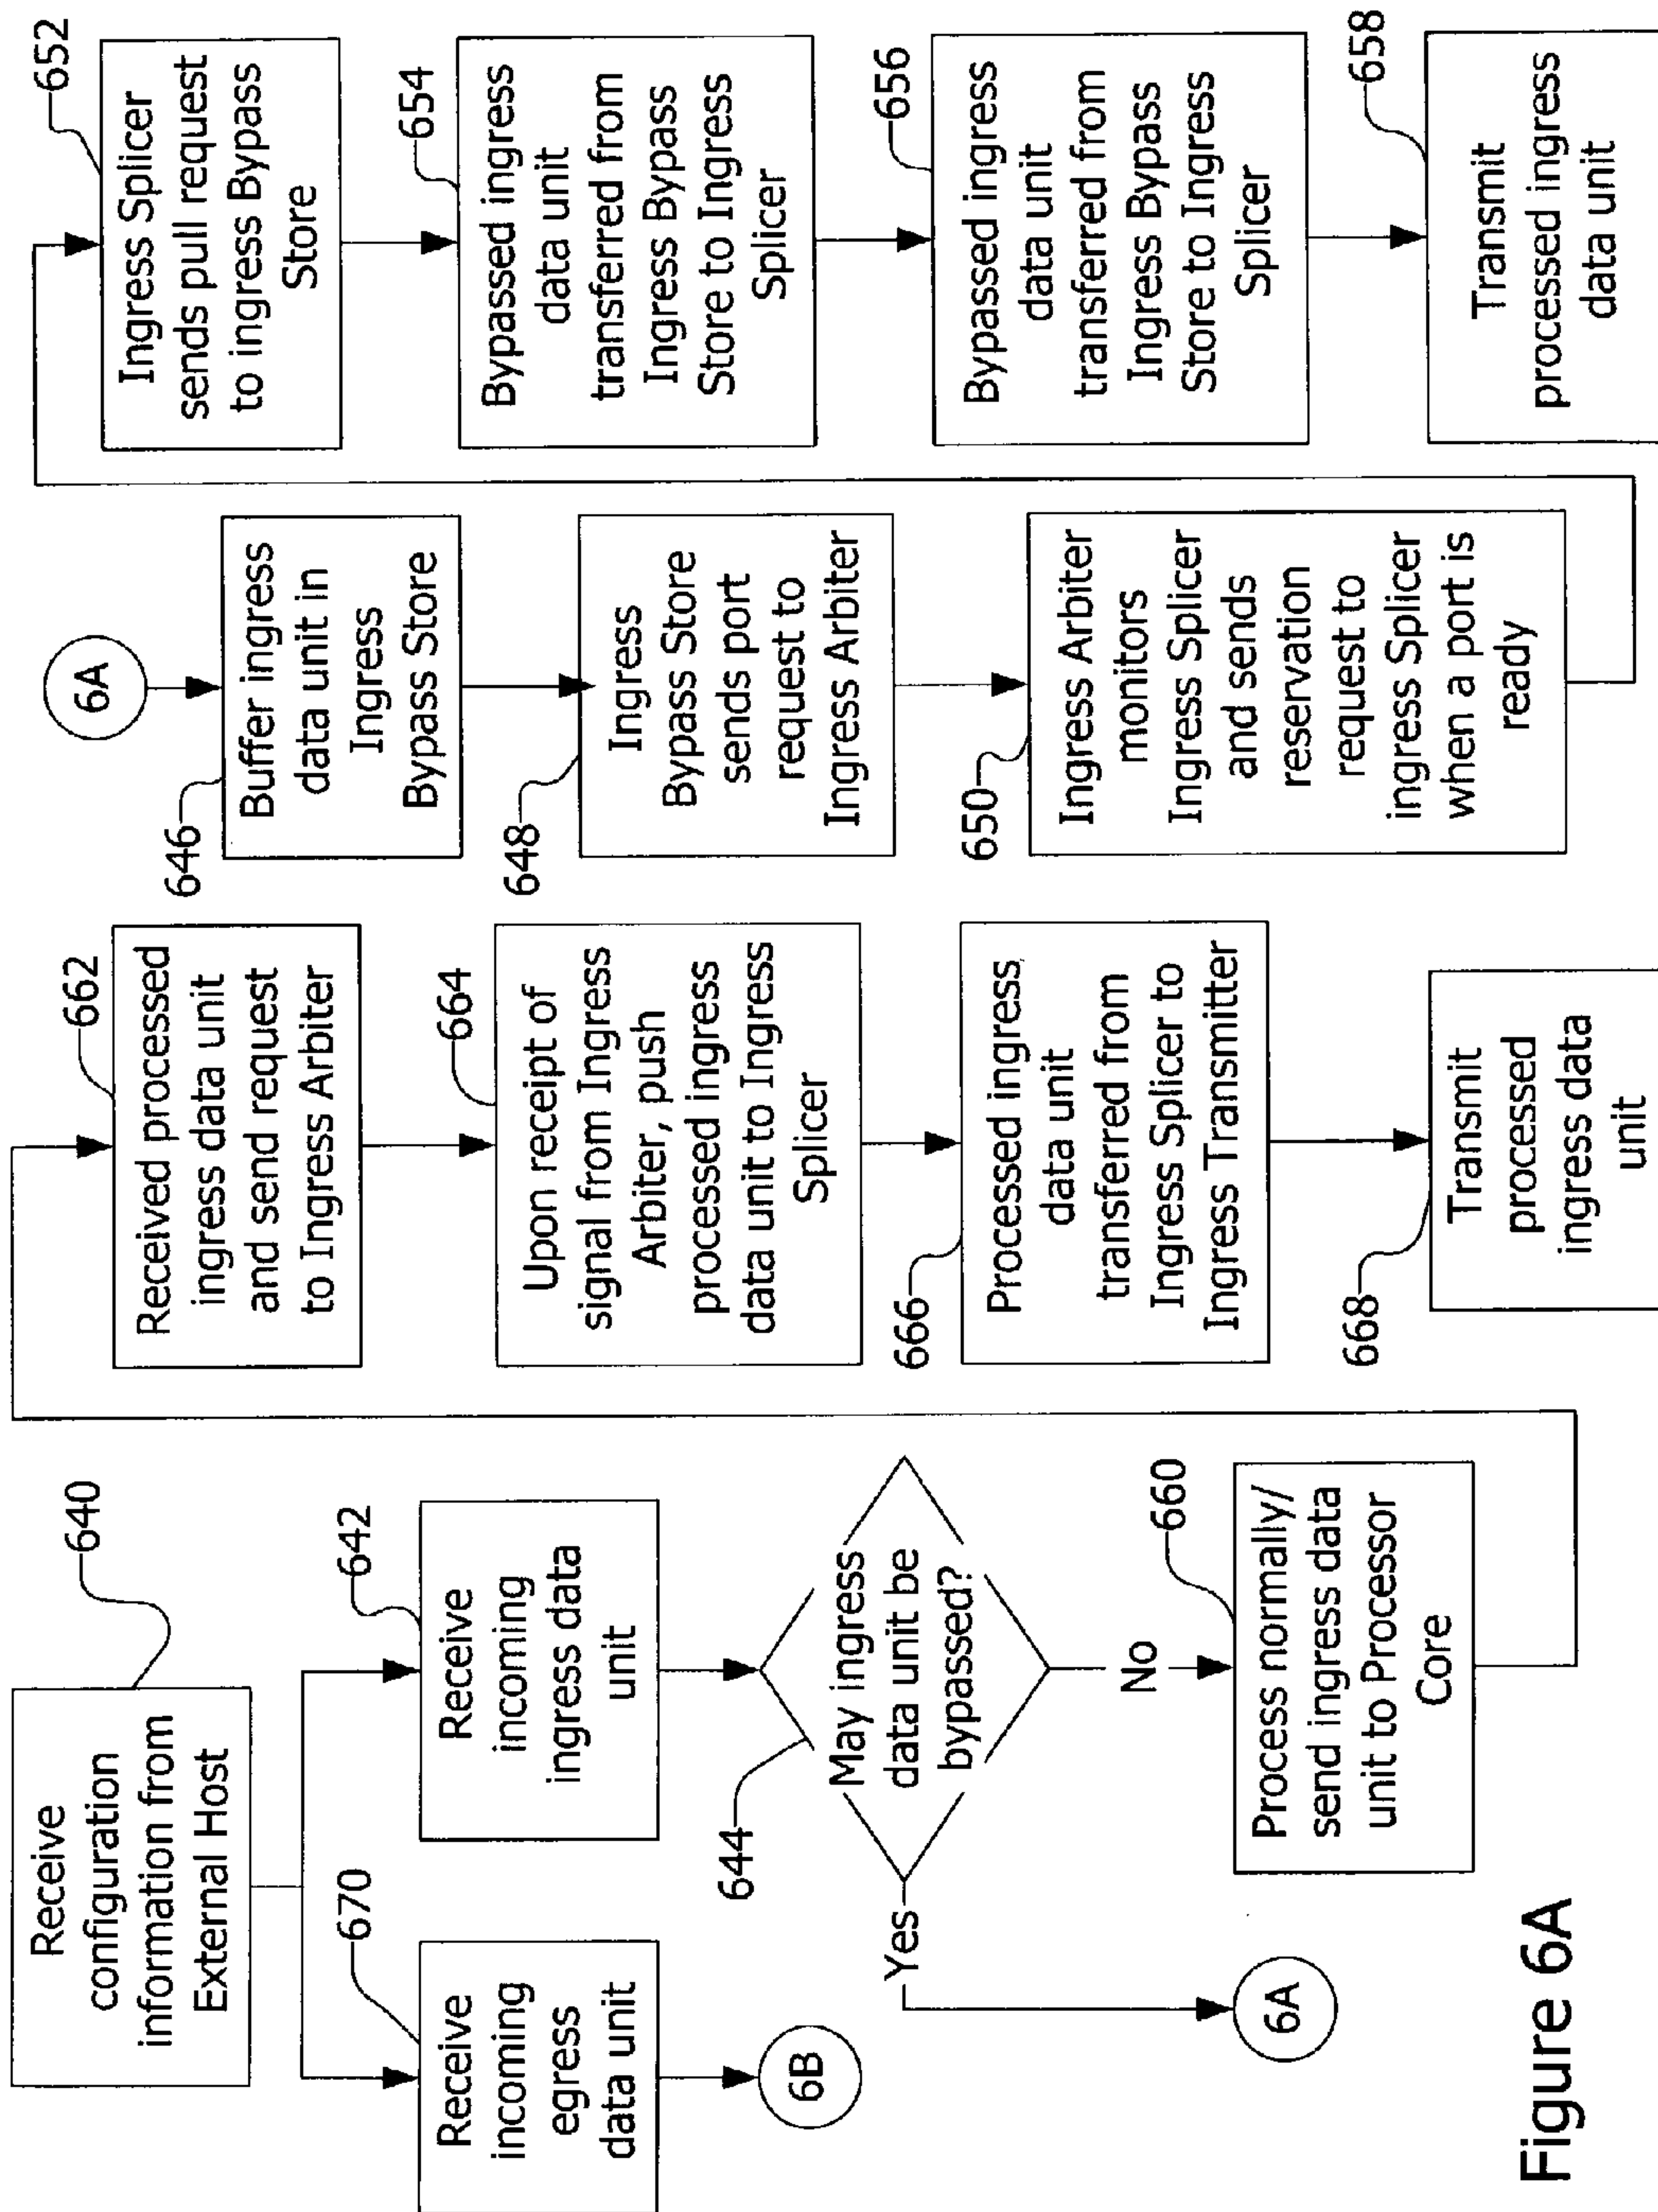 Receive
configuration
information from
External Host
640
Receive
incoming
egress
data unit
670
6B
Receive
incoming
ingress data
unit
642
May ingress
data unit be
bypassed?
644
Yes
6A
No
Process normally/
send ingress data
unit to Processor
Core
660
Received processed
ingress data unit
and send request
to Ingress Arbiter
662
Upon receipt of
signal from Ingress
Arbiter, push
processed ingress
data unit to Ingress
Splicer
664
Processed ingress
data unit
transferred from
Ingress Splicer to
Ingress Transmitter
666
Transmit
processed
ingress data
unit
668
6A
Buffer ingress
data unit in
Ingress
Bypass Store
646
Ingress
Bypass Store
sends port
request to
Ingress Arbiter
648
Ingress Arbiter
monitors
Ingress Splicer
and sends
reservation
request to
ingress Splicer
when a port is
ready
650
Ingress Splicer
sends pull request
to ingress Bypass
Store
652
Bypassed ingress
data unit
transferred from
Ingress Bypass
Store to Ingress
Splicer
654
Bypassed ingress
data unit
transferred from
Ingress Bypass
Store to Ingress
Splicer
656
Transmit
processed ingress
data unit
658
Figure 6A